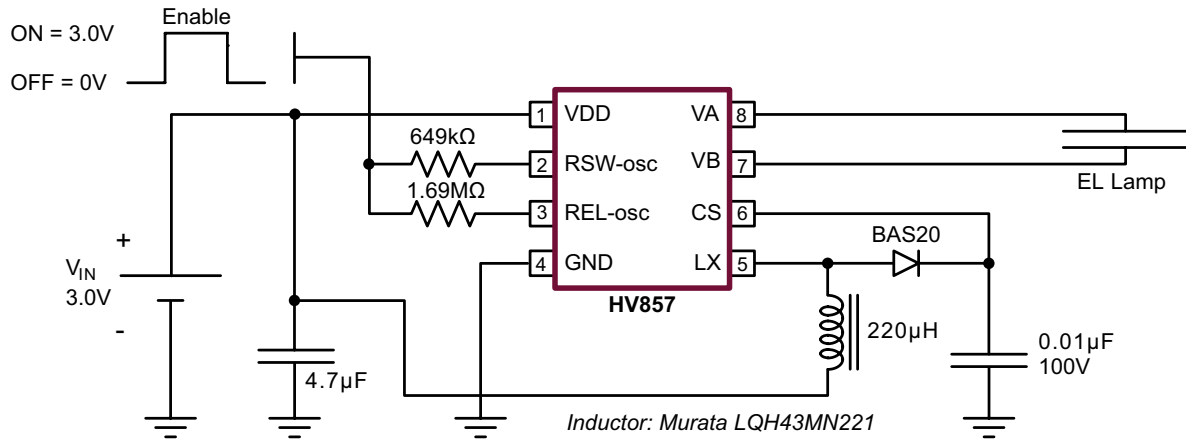 Enable
ON = 3.0V
OFF = 0V
1 VDD
VA 8
649kΩ
2 RSW-osc
VB 7
1.69MΩ
EL Lamp
3 REL-osc
CS 6
BAS20
4 GND
LX 5
HV857
+
VIN
3.0V
-
220µH
0.01µF
100V
4.7µF
Inductor: Murata LQH43MN221